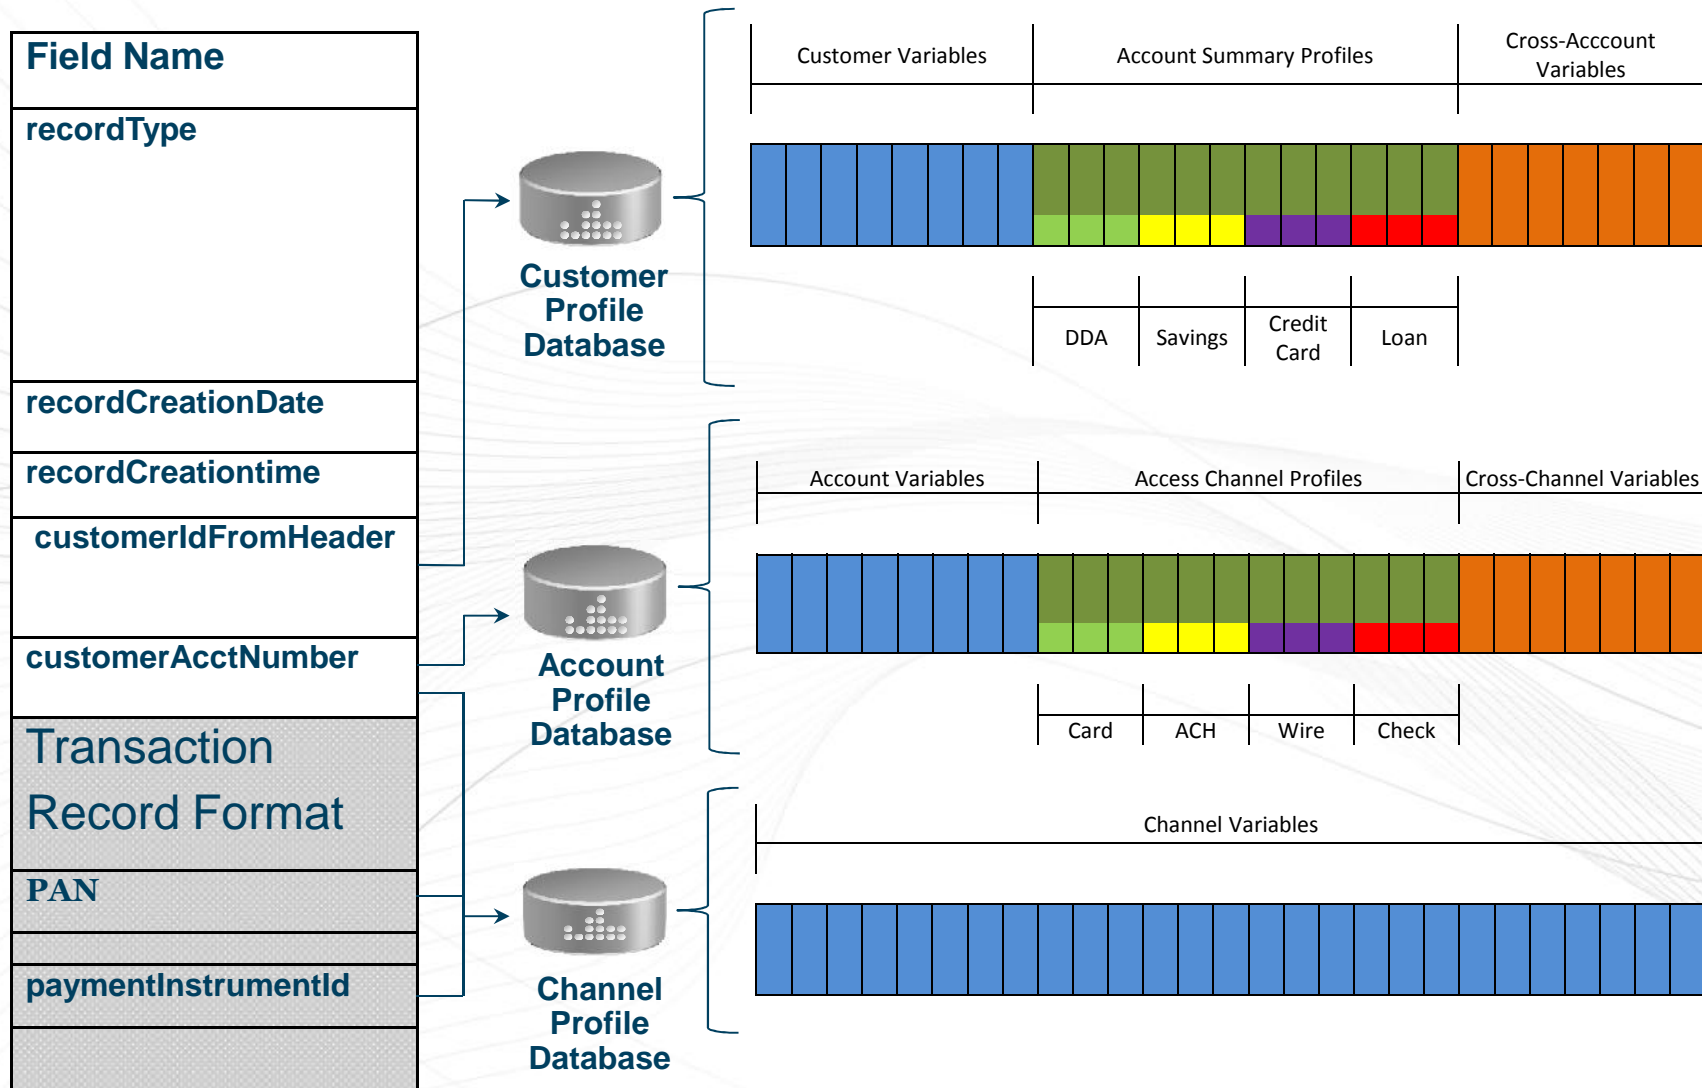 Field Name
recordType
recordCreationDate
recordCreationtime
customerIdFromHeader
customerAcctNumber
Transaction
Record Format
PAN
paymentInstrumentId
Customer
Profile
Database
Account
Profile
Database
Channel
Profile
Database
Customer Variables
Account Summary Profiles
Cross-Acccount
Variables
DDA
Savings
Credit
Card
Loan
Account Variables
Access Channel Profiles
Cross-Channel Variables
Card
ACH
Wire
Check
Channel Variables